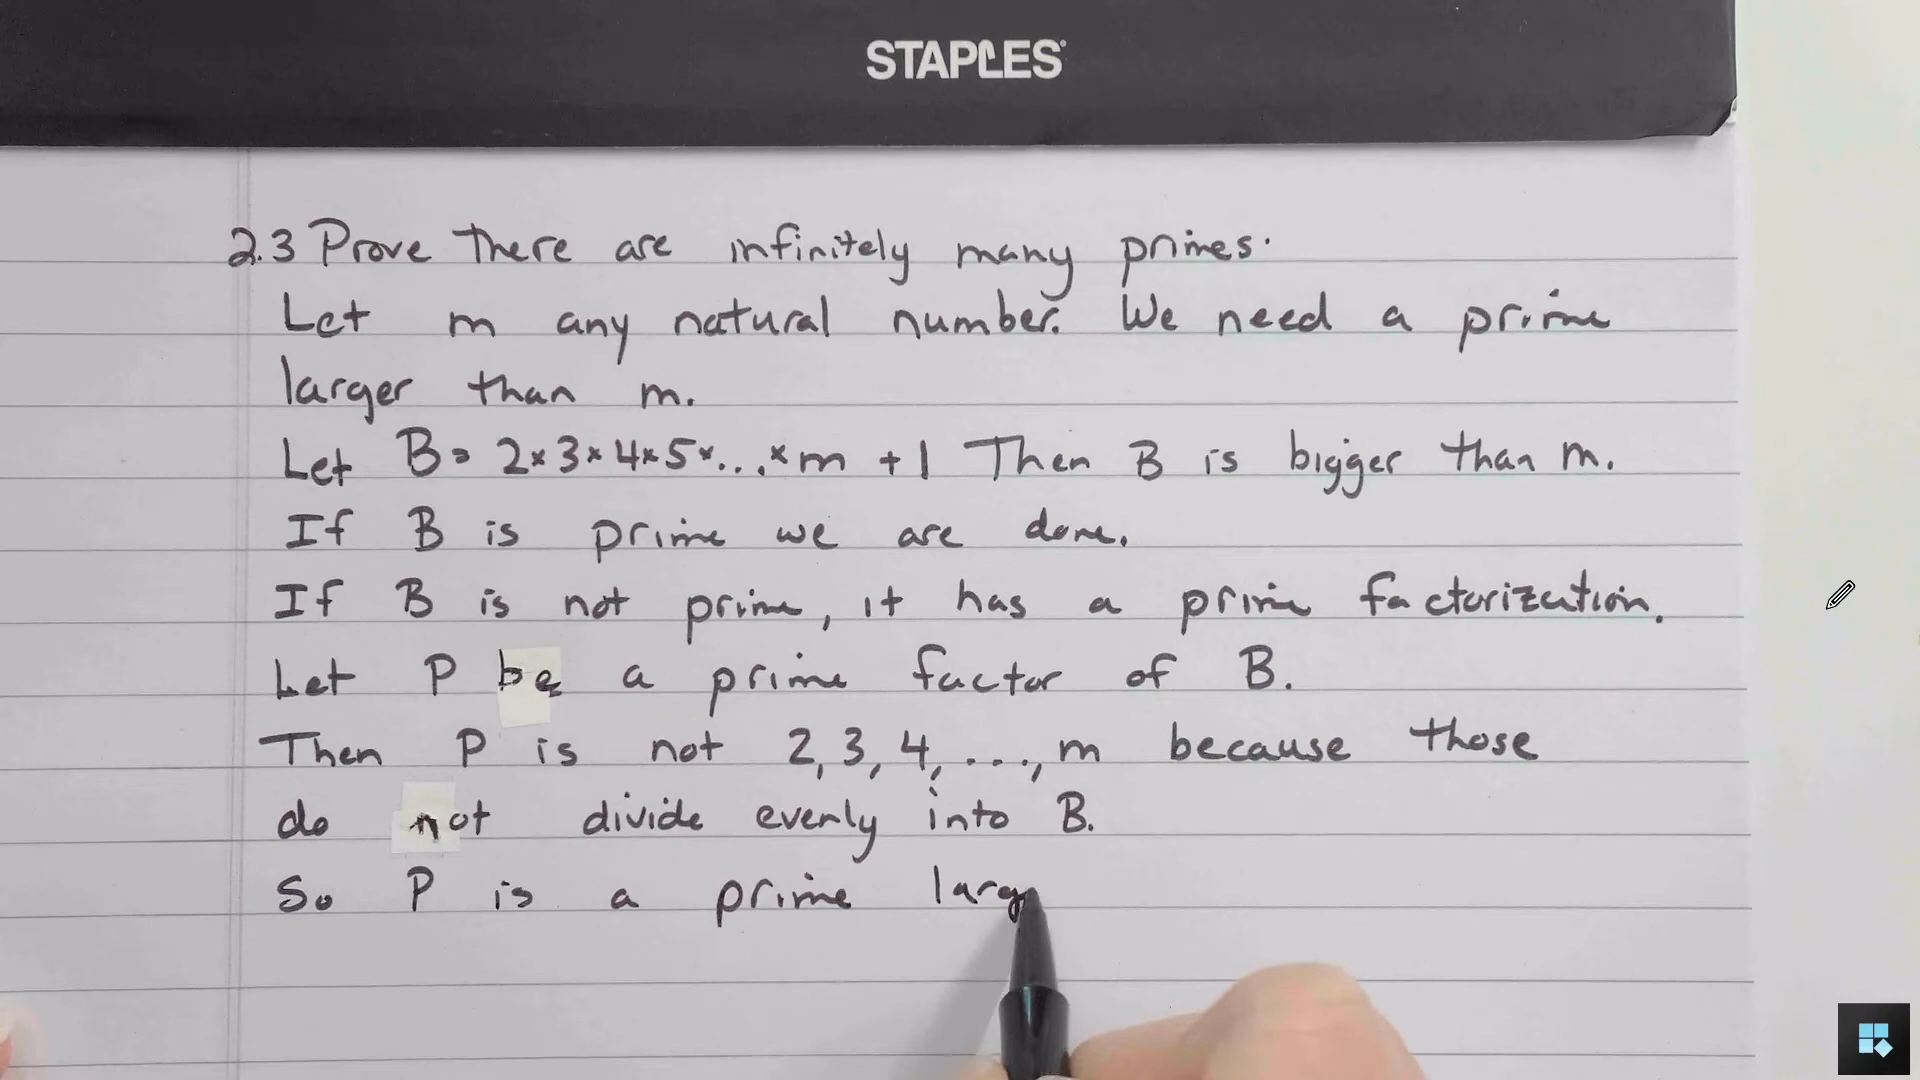 STAPLES
2.3 Prove there are infinitely many primes.
Let m any natural number. We need a prime
larger than m.
Let B = 2 × 3 × 4 × 5 × ... × m + 1 Then B is bigger than m.
If B is prime we are done.
If B is not prime, it has a prime factorization.
Let P be a prime factor of B.
Then P is not 2, 3, 4, ..., m because those
do not divide evenly into B.
So P is a prime larg